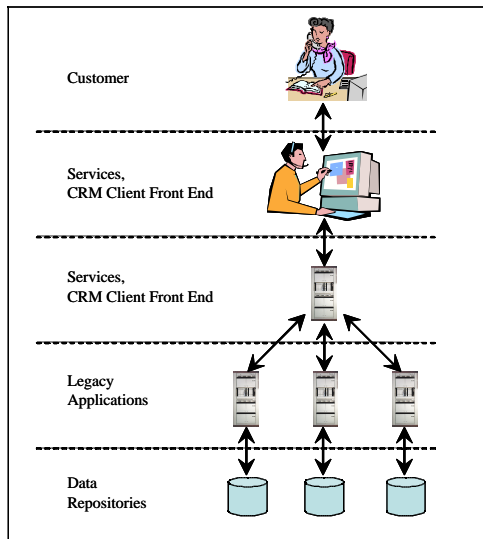 Customer
Services,
CRM Client Front End
Services,
CRM Client Front End
Legacy
Applications
Data
Repositories